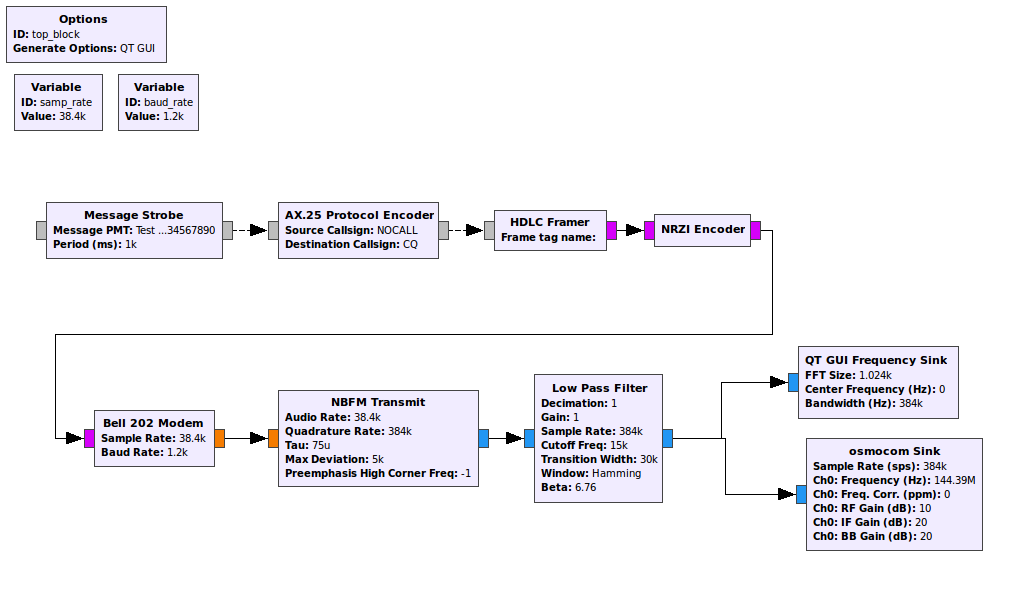 Options
ID: top_block
Generate Options: QT GUI
Variable
ID: samp_rate
Value: 38.4k
Variable
ID: baud_rate
Value: 1.2k
Message Strobe
Message PMT: Test ...34567890
Period (ms): 1k
AX.25 Protocol Encoder
Source Callsign: NOCALL
Destination Callsign: CQ
HDLC Framer
Frame tag name:
NRZI Encoder
Bell 202 Modem
Sample Rate: 38.4k
Baud Rate: 1.2k
NBFM Transmit
Audio Rate: 38.4k
Quadrature Rate: 384k
Tau: 75u
Max Deviation: 5k
Preemphasis High Corner Freq: -1
Low Pass Filter
Decimation: 1
Gain: 1
Sample Rate: 384k
Cutoff Freq: 15k
Transition Width: 30k
Window: Hamming
Beta: 6.76
QT GUI Frequency Sink
FFT Size: 1.024k
Center Frequency (Hz): 0
Bandwidth (Hz): 384k
osmocom Sink
Sample Rate (sps): 384k
Ch0: Frequency (Hz): 144.39M
Ch0: Freq. Corr. (ppm): 0
Ch0: RF Gain (dB): 10
Ch0: IF Gain (dB): 20
Ch0: BB Gain (dB): 20